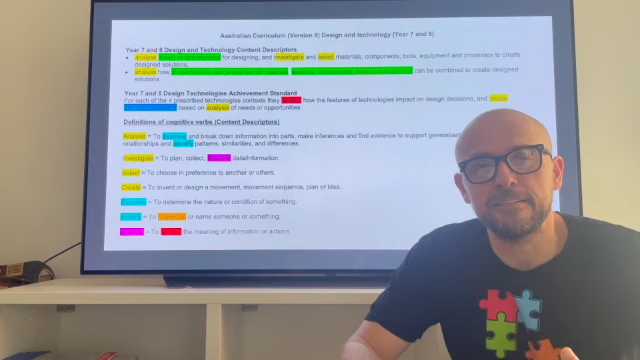 Australian Curriculum (Version 9) Design and technology (Year 7 and 8)
Year 7 and 8 Design and Technology Content Descriptors
analyse for designing, and investigate and select materials, components, tools, equipment and processes to create
designed solutions
analyse how can be combined to create designed
solutions.
Year 7 and 8 Design Technologies Achievement Standard
For each of the 4 prescribed technologies contexts they how the features of technologies impact on design decisions, and
based on analysis of needs or opportunities.
Definitions of cognitive verbs (Content Descriptors)
Analyse = To and break down information into parts, make inferences and find evidence to support
relationships and identify patterns, similarities, and differences
Investigate = To plan, collect, data/information.
Select = To choose in preference to another or others.
Create = To invent or design a movement, movement sequence, plan or idea.
= To determine the nature or condition of something.
= To or name someone or something.
= To the meaning of information or actions.